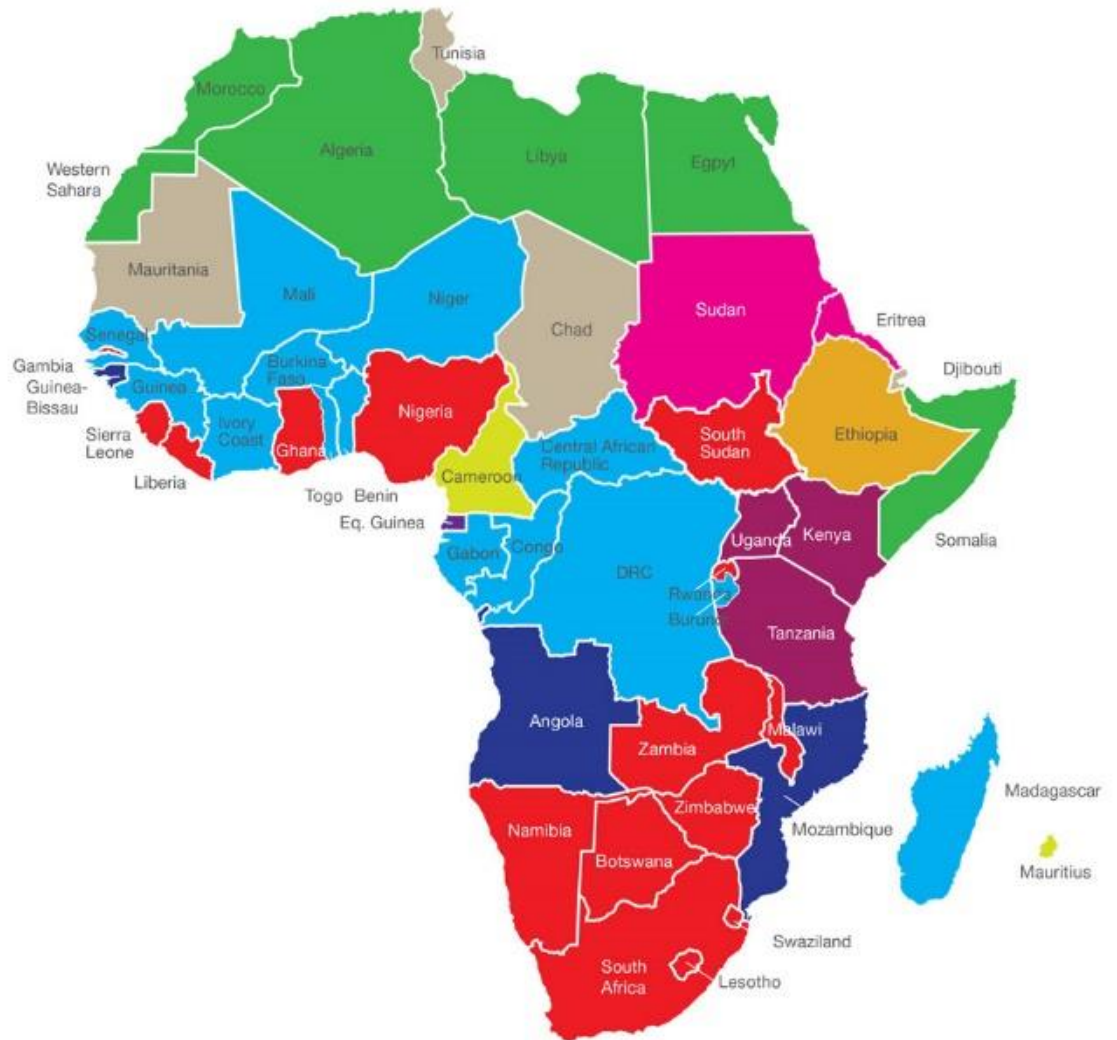 Tunisia
Morocco
Algeria
Libya
Egpyt
Western
Sahara
Mauritania
Mali
Niger
Chad
Sudan
Eritrea
Senegal
Gambia
Guinea-
Bissau
Guinea
Burkina
Faso
Djibouti
Nigeria
Ivory
Coast
Ghana
South
Sudan
Ethiopia
Sierra
Leone
Liberia
Central African
Republic
Cameroon
Togo
Benin
Eq. Guinea
Somalia
Uganda
Kenya
Gabon
Congo
DRC
Rwanda
Burundi
Tanzania
Angola
Malawi
Zambia
Madagascar
Zimbabwe
Mozambique
Namibia
Botswana
Mauritius
Swaziland
South
Africa
Lesotho